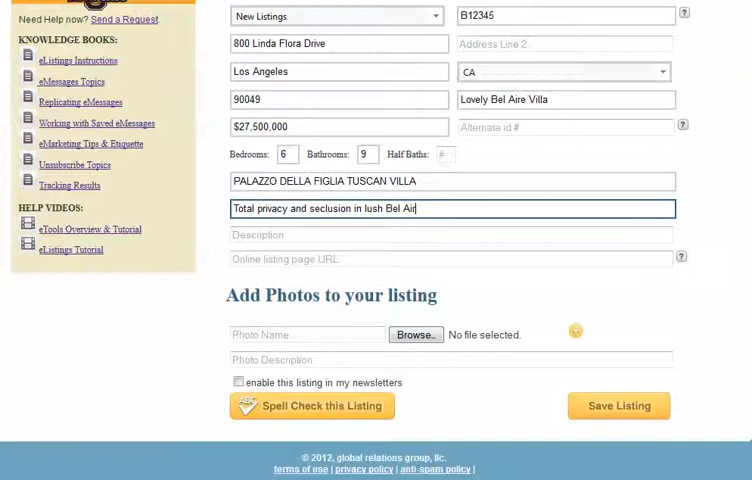 Need Help now? Send a Request.
New Listings
B12345
?
KNOWLEDGE BOOKS:
800 Linda Flora Drive
Address Line 2
eListings Instructions
Los Angeles
CA
eMessages Topics
90049
Lovely Bel Aire Villa
Replicating eMessages
Working with Saved eMessages
$27,500,000
Alternate id #
?
eMarketing Tips & Etiquette
Bedrooms: 6 Bathrooms: 9 Half Baths: #
Unsubscribe Topics
PALAZZO DELLA FIGLIA TUSCAN VILLA
Tracking Results
HELP VIDEOS:
Total privacy and seclusion in lush Bel Air
eTools Overview & Tutorial
Description
eListings Tutorial
Online listing page URL
?
Add Photos to your listing
Photo Name
Browse..
No file selected.
Photo Description
enable this listing in my newsletters
ABC Spell Check this Listing
Save Listing
© 2012, global relations group, llc.
terms of use | privacy policy | anti-spam policy |